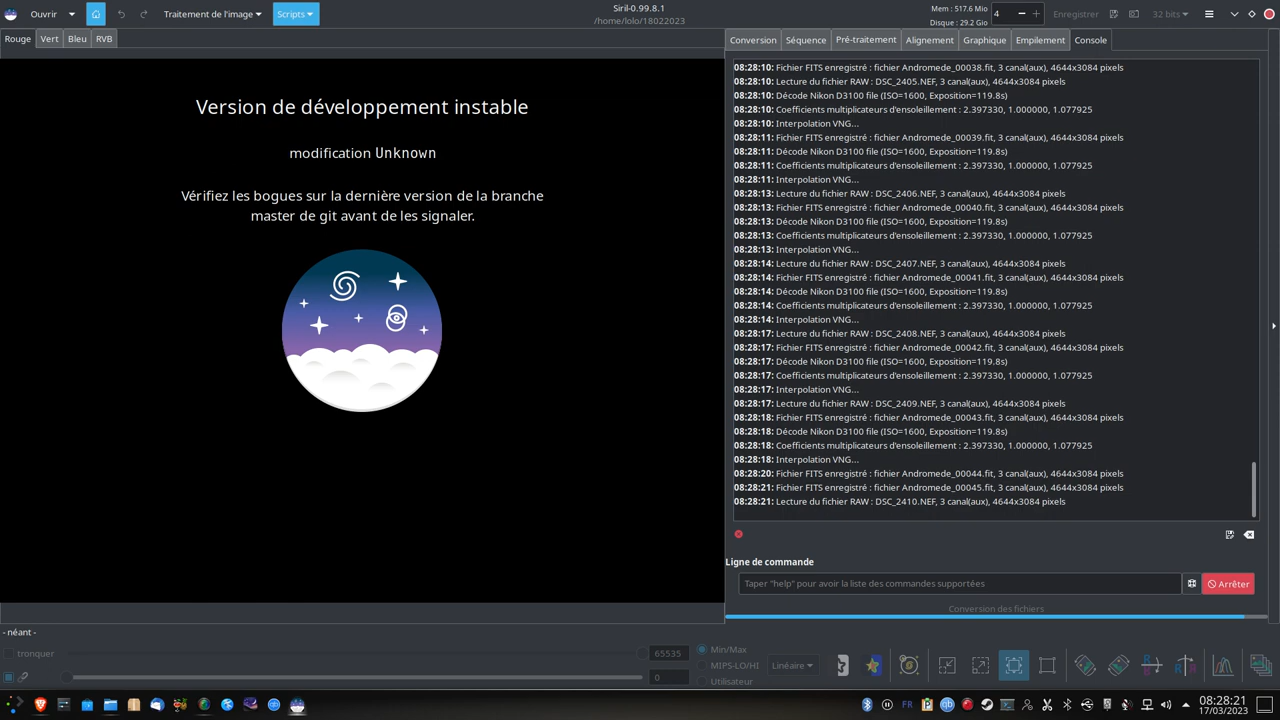 Ouvrir
Traitement de l'image
Scripts
Siril-0.99.8.1
/home/lolo/18022023
Mem : 517.6 Mio
Disque : 29.2 Gio
4
Enregistrer
32 bits
Rouge
Vert
Bleu
RVB
Conversion
Séquence
Pré-traitement
Alignement
Graphique
Empilement
Console
Version de développement instable
modification Unknown
Vérifiez les bogues sur la dernière version de la branche
master de git avant de les signaler.
08:28:10: Fichier FITS enregistré : fichier Andromede_00038.fit, 3 canal(aux), 4644x3084 pixels
08:28:10: Lecture du fichier RAW : DSC_2405.NEF, 3 canal(aux), 4644x3084 pixels
08:28:10: Décode Nikon D3100 file (ISO=1600, Exposition=119.8s)
08:28:10: Coefficients multiplicateurs d'ensoleillement : 2.397330, 1.000000, 1.077925
08:28:10: Interpolation VNG...
08:28:11: Fichier FITS enregistré : fichier Andromede_00039.fit, 3 canal(aux), 4644x3084 pixels
08:28:11: Décode Nikon D3100 file (ISO=1600, Exposition=119.8s)
08:28:11: Coefficients multiplicateurs d'ensoleillement : 2.397330, 1.000000, 1.077925
08:28:11: Interpolation VNG...
08:28:13: Lecture du fichier RAW : DSC_2406.NEF, 3 canal(aux), 4644x3084 pixels
08:28:13: Fichier FITS enregistré : fichier Andromede_00040.fit, 3 canal(aux), 4644x3084 pixels
08:28:13: Décode Nikon D3100 file (ISO=1600, Exposition=119.8s)
08:28:13: Coefficients multiplicateurs d'ensoleillement : 2.397330, 1.000000, 1.077925
08:28:13: Interpolation VNG...
08:28:14: Lecture du fichier RAW : DSC_2407.NEF, 3 canal(aux), 4644x3084 pixels
08:28:14: Fichier FITS enregistré : fichier Andromede_00041.fit, 3 canal(aux), 4644x3084 pixels
08:28:14: Décode Nikon D3100 file (ISO=1600, Exposition=119.8s)
08:28:14: Coefficients multiplicateurs d'ensoleillement : 2.397330, 1.000000, 1.077925
08:28:14: Interpolation VNG...
08:28:17: Lecture du fichier RAW : DSC_2408.NEF, 3 canal(aux), 4644x3084 pixels
08:28:17: Fichier FITS enregistré : fichier Andromede_00042.fit, 3 canal(aux), 4644x3084 pixels
08:28:17: Décode Nikon D3100 file (ISO=1600, Exposition=119.8s)
08:28:17: Coefficients multiplicateurs d'ensoleillement : 2.397330, 1.000000, 1.077925
08:28:17: Interpolation VNG...
08:28:17: Lecture du fichier RAW : DSC_2409.NEF, 3 canal(aux), 4644x3084 pixels
08:28:18: Fichier FITS enregistré : fichier Andromede_00043.fit, 3 canal(aux), 4644x3084 pixels
08:28:18: Décode Nikon D3100 file (ISO=1600, Exposition=119.8s)
08:28:18: Coefficients multiplicateurs d'ensoleillement : 2.397330, 1.000000, 1.077925
08:28:18: Interpolation VNG...
08:28:20: Fichier FITS enregistré : fichier Andromede_00044.fit, 3 canal(aux), 4644x3084 pixels
08:28:21: Fichier FITS enregistré : fichier Andromede_00045.fit, 3 canal(aux), 4644x3084 pixels
08:28:21: Lecture du fichier RAW : DSC_2410.NEF, 3 canal(aux), 4644x3084 pixels
Ligne de commande
Taper "help" pour avoir la liste des commandes supportées
Arrêter
Conversion des fichiers
- néant -
tronquer
65535
0
Min/Max
MIPS-LO/HI
Utilisateur
Linéaire
FR
08:28:21
17/03/2023